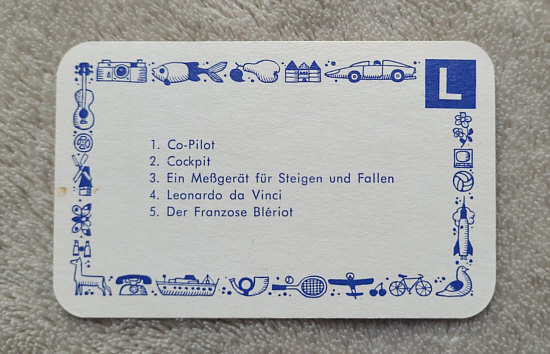 L
1. Co-Pilot
2. Cockpit
3. Ein Meßgerät für Steigen und Fallen
4. Leonardo da Vinci
5. Der Franzose Blériot